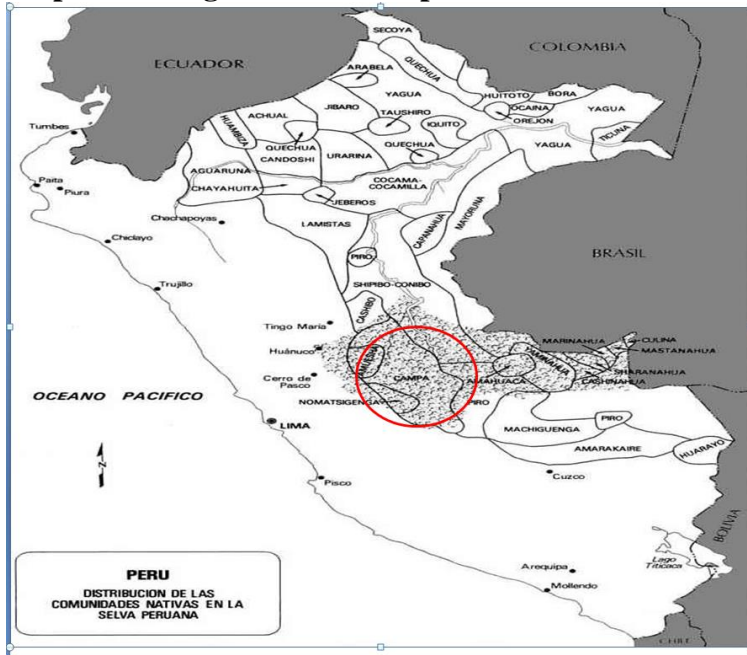 SECOYA
COLOMBIA
ECUADOR
ARABELA
QUECHUA
YAGUA
HUITOTO
BORA
JIBARO
OCAINA
YAGUA
ACHUAL
TAUSHIRO
OREJON
HUAMBIZA
IQUITO
TICUNA
Tumbes
QUECHUA
QUECHUA
YAGUA
CANDOSHI
URARINA
AGUARUNA
COCAMA-
COCAMILLA
Paita
Piura
CHAYAHUITA
JEBEROS
MAYORUNA
CAPANAHUA
Chachapoyas
LAMISTAS
Chiclayo
BRASIL
PIRO
Trujillo
SHIPIBO-CONIBO
CASHIBO
Tingo María
MARINAHUA
CULINA
Huánuco
MASTANAHUA
SHARANAHUA
Cerro de
Pasco
CAMPA
AMAHUACA
CASHINAHUA
OCEANO PACIFICO
NOMATSIGENGA
PIRO
PIRO
LIMA
MACHIGUENGA
N
AMARAKAIRE
HUARAYO
Cuzco
Pisco
BOLIVIA
Lago
Titicaca
PERU
Arequipa
DISTRIBUCION DE LAS
Mollendo
COMUNIDADES NATIVAS EN LA
SELVA PERUANA
CHILE